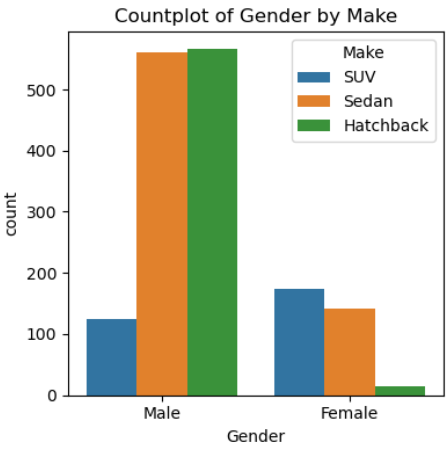 Countplot of Gender by Make
Make
SUV
Sedan
Hatchback
500
400
300
200
100
0
count
Male
Female
Gender